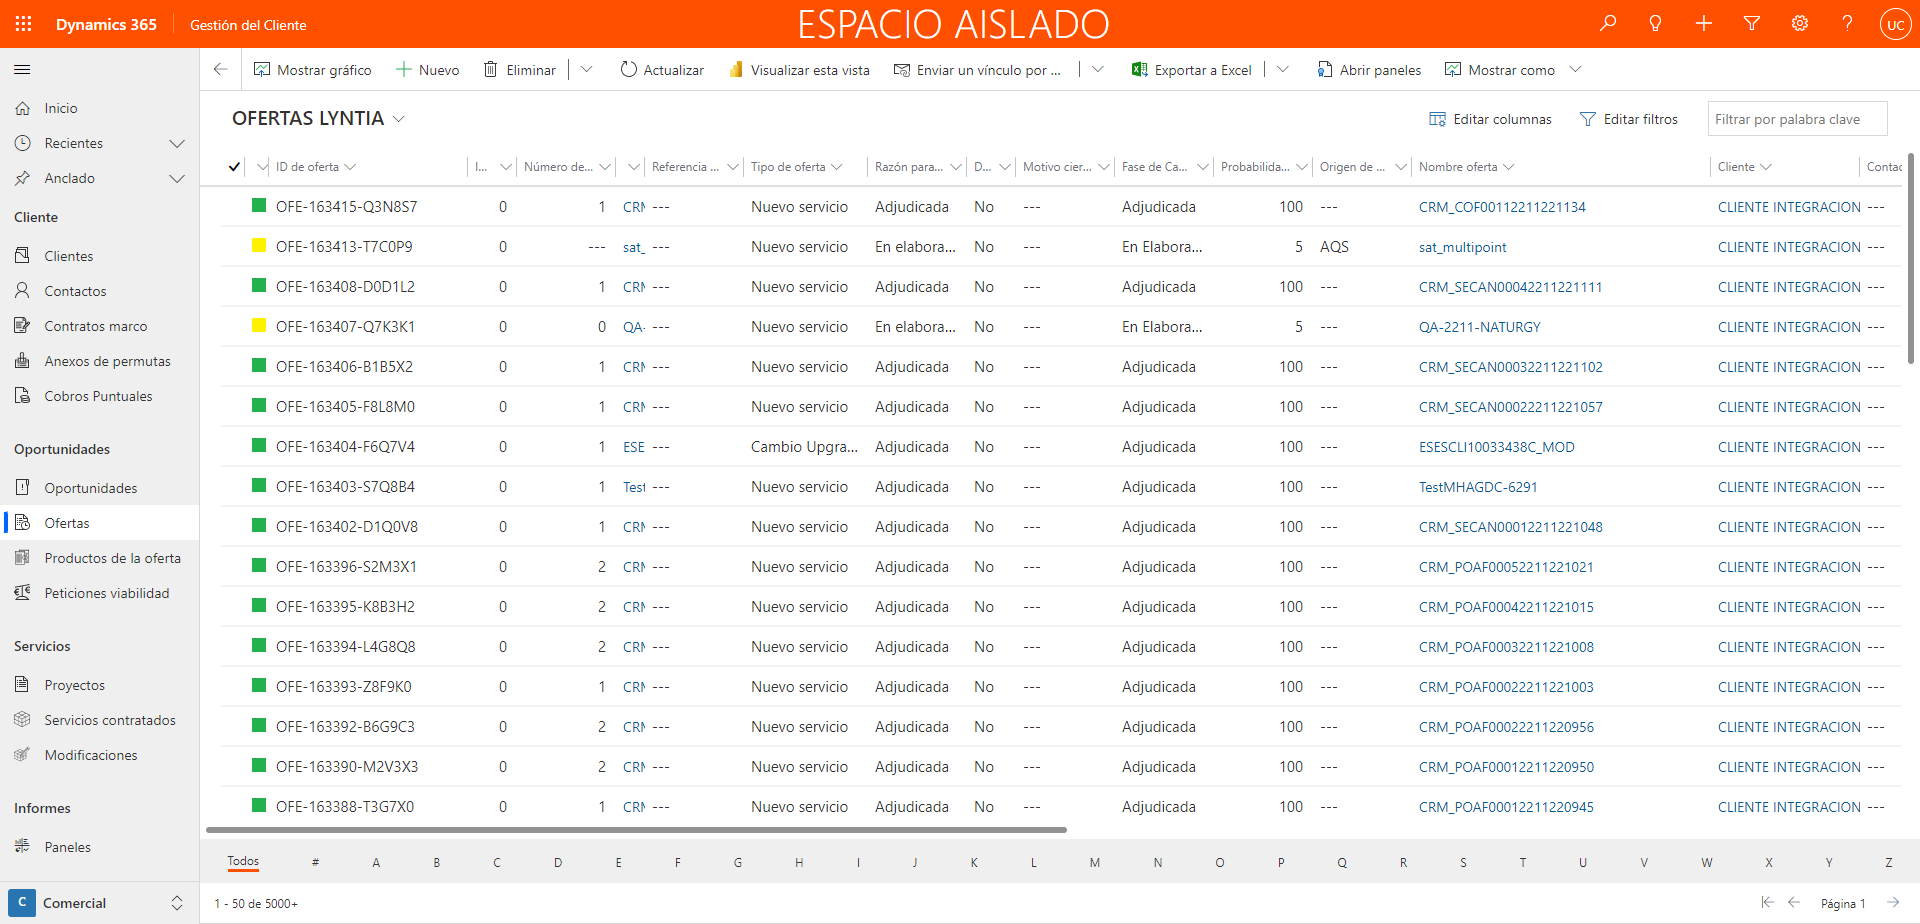 Dynamics 365
Gestión del Cliente
ESPACIO AISLADO
UC
Mostrar gráfico
Nuevo
Eliminar
Actualizar
Visualizar esta vista
Enviar un vínculo por ...
Exportar a Excel
Abrir paneles
Mostrar como
Inicio
Recientes
Anclado
Cliente
Clientes
Contactos
Contratos marco
Anexos de permutas
Cobros Puntuales
Oportunidades
Oportunidades
Ofertas
Productos de la oferta
Peticiones viabilidad
Servicios
Proyectos
Servicios contratados
Modificaciones
Informes
Paneles
C Comercial
OFERTAS LYNTIA
Editar columnas
Editar filtros
Filtrar por palabra clave
ID de oferta I... Número de... Referencia ... Tipo de oferta Razón para... D... Motivo cier... Fase de Ca... Probabilida... Origen de ... Nombre oferta Cliente Contac
OFE-163415-Q3N8S7 0 1 CRM --- Nuevo servicio Adjudicada No --- Adjudicada 100 --- CRM_COF00112211221134 CLIENTE INTEGRACION ---
OFE-163413-T7C0P9 0 --- sat_ --- Nuevo servicio En elabora... No --- En Elabora... 5 AQS sat_multipoint CLIENTE INTEGRACION ---
OFE-163408-D0D1L2 0 1 CRM --- Nuevo servicio Adjudicada No --- Adjudicada 100 --- CRM_SECAN00042211221111 CLIENTE INTEGRACION ---
OFE-163407-Q7K3K1 0 0 QA- --- Nuevo servicio En elabora... No --- En Elabora... 5 --- QA-2211-NATURGY CLIENTE INTEGRACION ---
OFE-163406-B1B5X2 0 1 CRM --- Nuevo servicio Adjudicada No --- Adjudicada 100 --- CRM_SECAN00032211221102 CLIENTE INTEGRACION ---
OFE-163405-F8L8M0 0 1 CRM --- Nuevo servicio Adjudicada No --- Adjudicada 100 --- CRM_SECAN00022211221057 CLIENTE INTEGRACION ---
OFE-163404-F6Q7V4 0 1 ESE --- Cambio Upgra... Adjudicada No --- Adjudicada 100 --- ESESCLI10033438C_MOD CLIENTE INTEGRACION ---
OFE-163403-S7Q8B4 0 1 Test --- Nuevo servicio Adjudicada No --- Adjudicada 100 --- TestMHAGDC-6291 CLIENTE INTEGRACION ---
OFE-163402-D1Q0V8 0 1 CRM --- Nuevo servicio Adjudicada No --- Adjudicada 100 --- CRM_SECAN00012211221048 CLIENTE INTEGRACION ---
OFE-163396-S2M3X1 0 2 CRM --- Nuevo servicio Adjudicada No --- Adjudicada 100 --- CRM_POAF00052211221021 CLIENTE INTEGRACION ---
OFE-163395-K8B3H2 0 2 CRM --- Nuevo servicio Adjudicada No --- Adjudicada 100 --- CRM_POAF00042211221015 CLIENTE INTEGRACION ---
OFE-163394-L4G8Q8 0 2 CRM --- Nuevo servicio Adjudicada No --- Adjudicada 100 --- CRM_POAF00032211221008 CLIENTE INTEGRACION ---
OFE-163393-Z8F9K0 0 1 CRM --- Nuevo servicio Adjudicada No --- Adjudicada 100 --- CRM_POAF00022211221003 CLIENTE INTEGRACION ---
OFE-163392-B6G9C3 0 2 CRM --- Nuevo servicio Adjudicada No --- Adjudicada 100 --- CRM_POAF00022211220956 CLIENTE INTEGRACION ---
OFE-163390-M2V3X3 0 2 CRM --- Nuevo servicio Adjudicada No --- Adjudicada 100 --- CRM_POAF00012211220950 CLIENTE INTEGRACION ---
OFE-163388-T3G7X0 0 1 CRM --- Nuevo servicio Adjudicada No --- Adjudicada 100 --- CRM_POAF00012211220945 CLIENTE INTEGRACION ---
Todos # A B C D E F G H I J K L M N O P Q R S T U V W X Y Z
1 - 50 de 5000+
Página 1